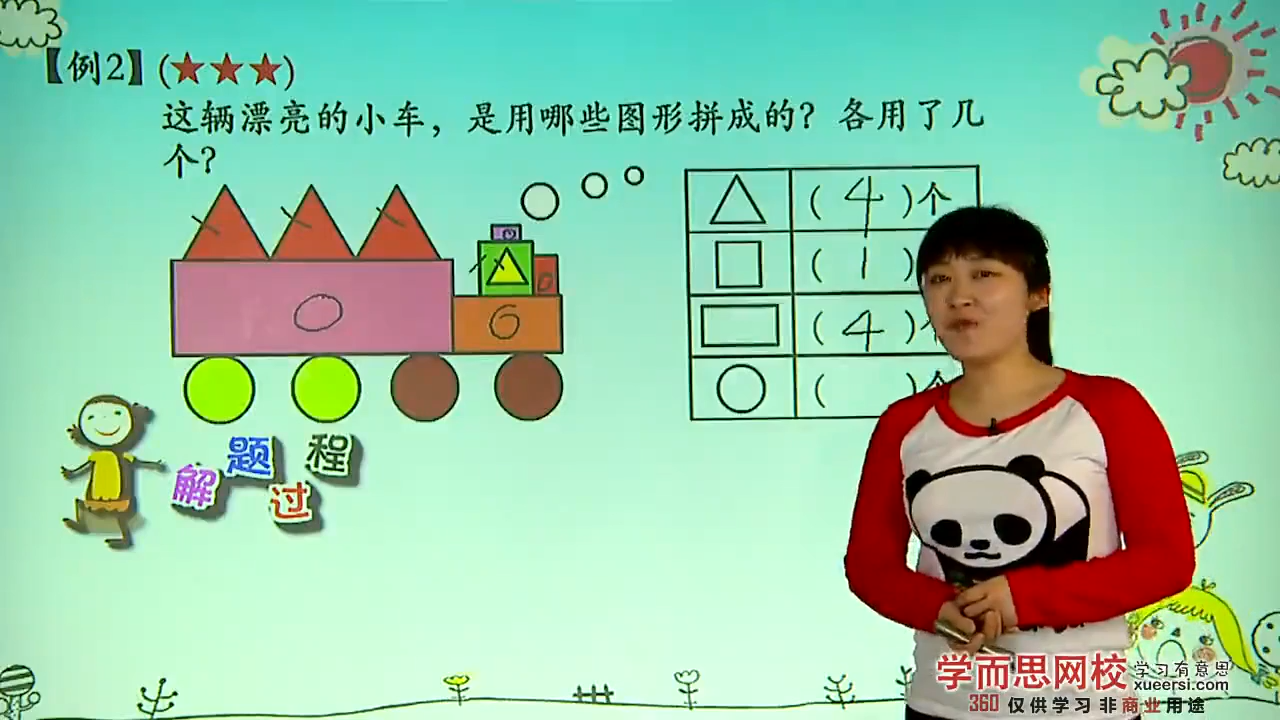 【例2】(★★★)
这辆漂亮的小车，是用哪些图形拼成的？各用了几
个？
( 4 )个
( 1 )
( 4 )个
( )个
解题过程
学而思网校 学习有意思
xueersi.com
360 仅供学习 非商业用途